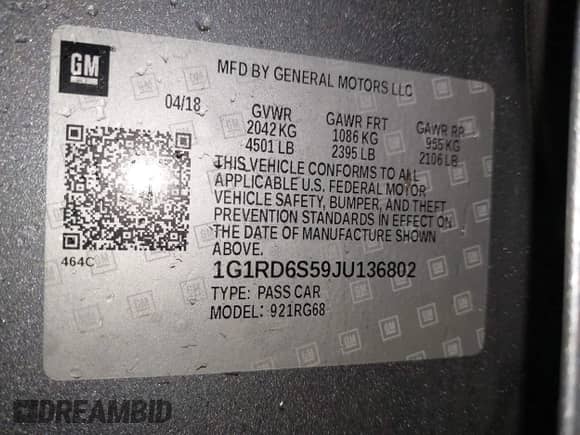 GM
MFD BY GENERAL MOTORS LLC
04/18
GVWR
2042 KG
4501 LB
GAWR FRT
1086 KG
2395 LB
GAWR RR
955 KG
2106 LB
THIS VEHICLE CONFORMS TO ALL
APPLICABLE U.S. FEDERAL MOTOR
VEHICLE SAFETY, BUMPER, AND THEFT
PREVENTION STANDARDS IN EFFECT ON
THE DATE OF MANUFACTURE SHOWN
ABOVE.
464C
1G1RD6S59JU136802
TYPE: PASS CAR
MODEL: 921RG68
DREAMBID